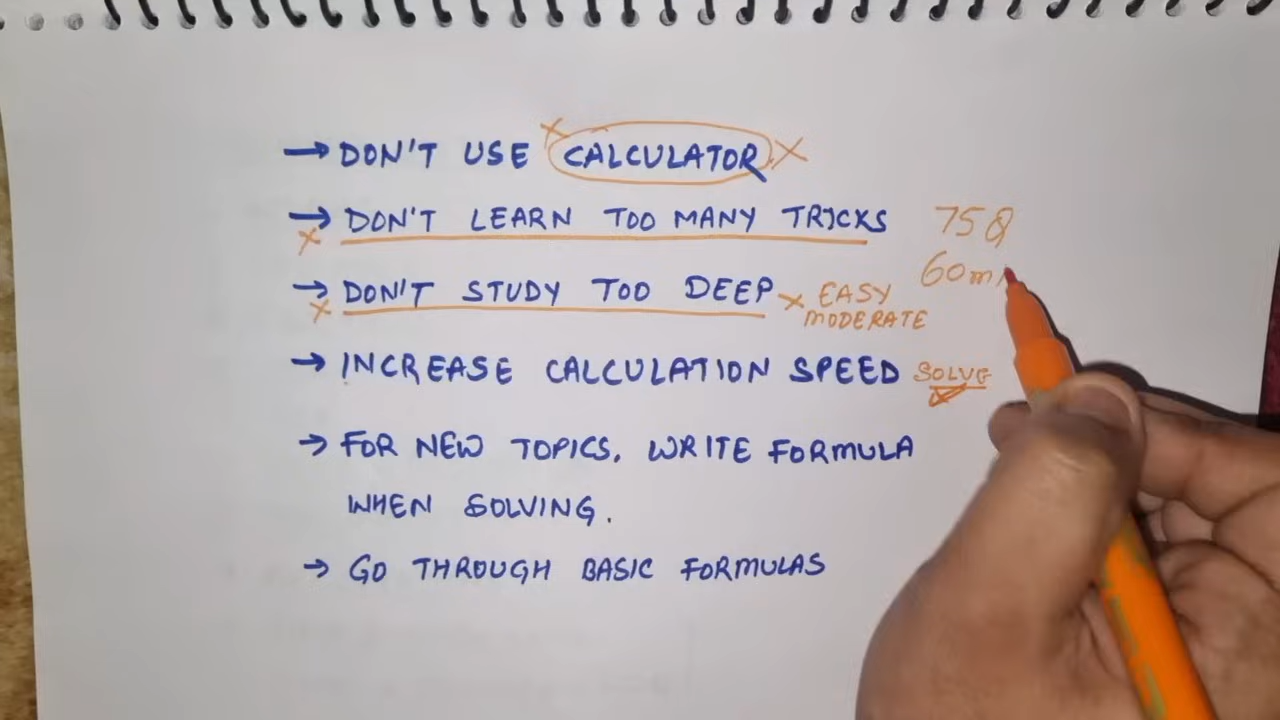 → DON'T USE CALCULATOR
→ DON'T LEARN TOO MANY TRICKS
75Q
60m
→ DON'T STUDY TOO DEEP
EASY
MODERATE
→ INCREASE CALCULATION SPEED
SOLVE
→ FOR NEW TOPICS, WRITE FORMULA
WHEN SOLVING.
→ GO THROUGH BASIC FORMULAS